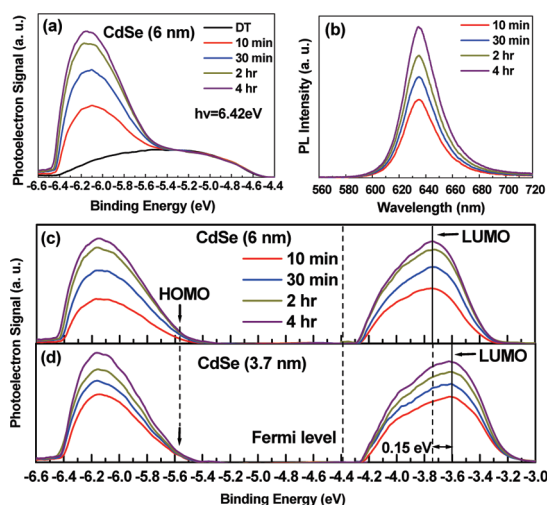 (a)
CdSe (6 nm)
DT
10 min
30 min
2 hr
4 hr
hν=6.42eV
Photoelectron Signal (a. u.)
-6.6 -6.4 -6.2 -6.0 -5.8 -5.6 -5.4 -5.2 -5.0 -4.8 -4.6 -4.4
Binding Energy (eV)
(b)
10 min
30 min
2 hr
4 hr
PL Intensity (a. u.)
560 580 600 620 640 660 680 700 720
Wavelength (nm)
(c)
CdSe (6 nm)
10 min
30 min
2 hr
4 hr
HOMO
LUMO
Photoelectron Signal (a. u.)
(d)
CdSe (3.7 nm)
LUMO
Fermi level
0.15 eV
-6.6 -6.4 -6.2 -6.0 -5.8 -5.6 -5.4 -5.2 -5.0 -4.8 -4.6 -4.4 -4.2 -4.0 -3.8 -3.6 -3.4 -3.2 -3.0
Binding Energy (eV)